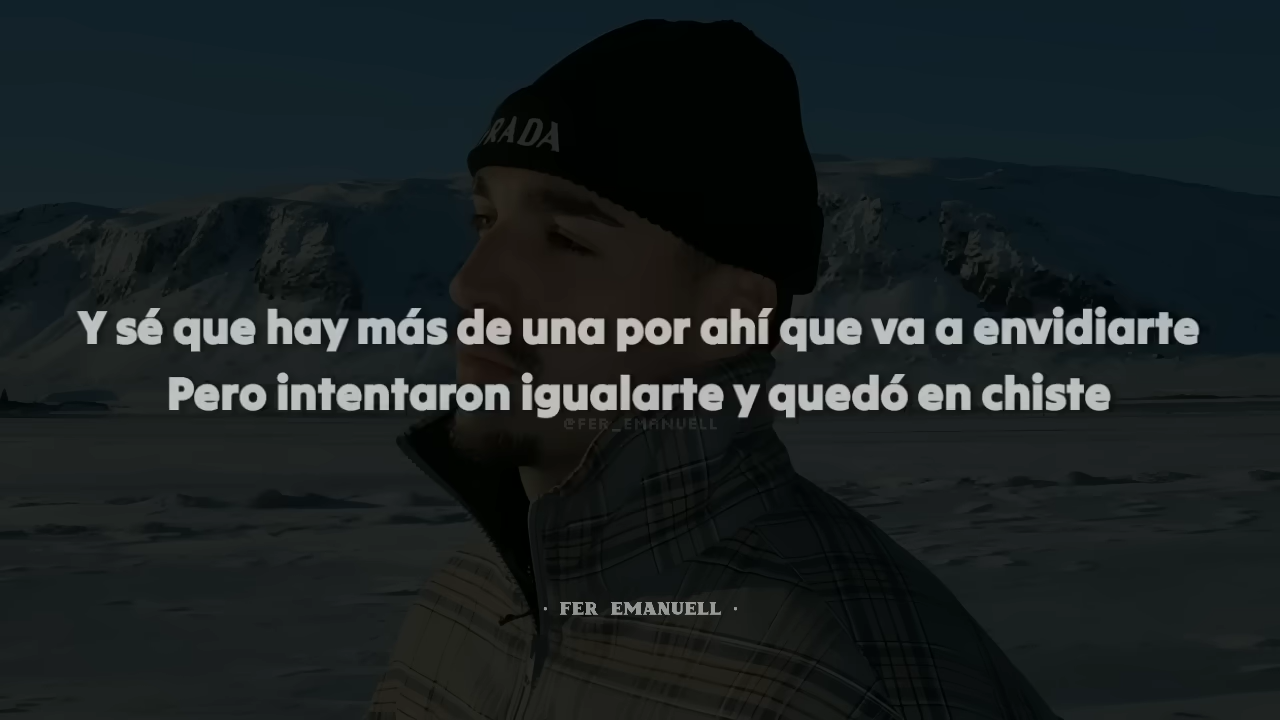 RADA
Y sé que hay más de una por ahí que va a envidiarte
Pero intentaron igualarte y quedó en chiste
@FER_EMANUELL
· FER EMANUELL ·